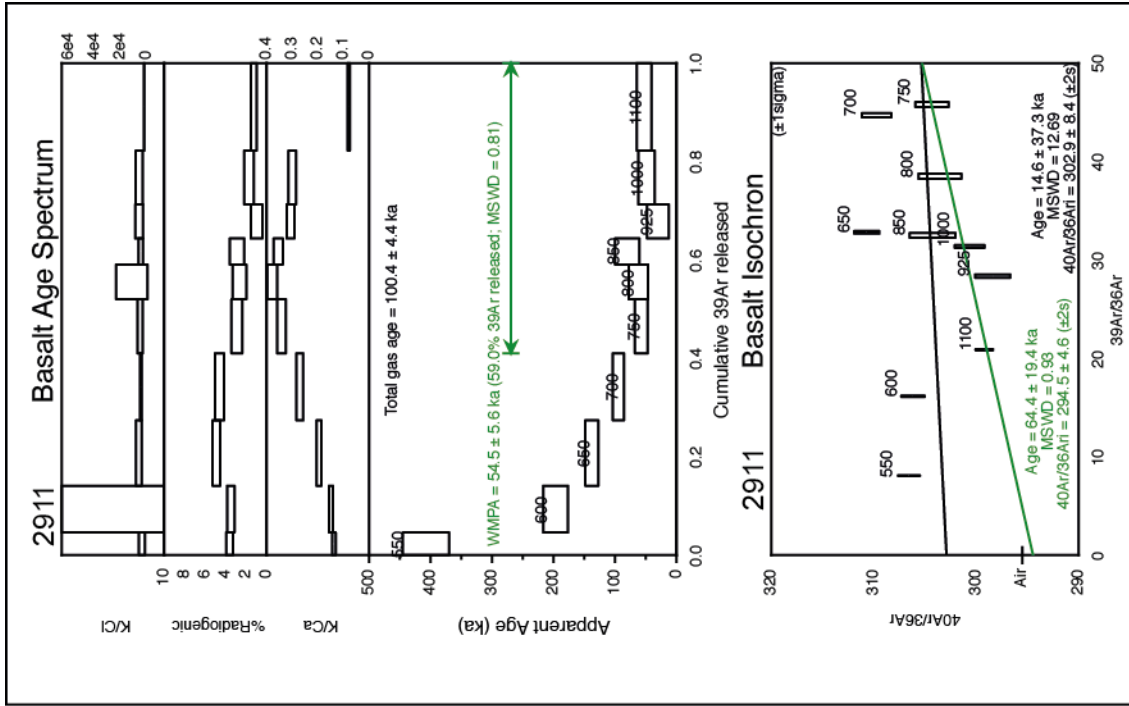 2911 Basalt Age Spectrum
K/Cl
6e4
4e4
2e4
0
%Radiogenic
10
8
6
4
2
0
K/Ca
0.4
0.3
0.2
0.1
0
Apparent Age (ka)
500
400
300
200
100
0
Total gas age = 100.4 ± 4.4 ka
WMPA = 54.5 ± 5.6 ka (59.0% 39Ar released; MSWD = 0.81)
550
600
650
700
750
800
850
925
1000
1100
0.0
0.2
0.4
0.6
0.8
1.0
Cumulative 39Ar released
2911 Basalt Isochron
(±1sigma)
40Ar/36Ar
320
310
300
Air
290
550
600
650
700
850
800
750
1000
925
1100
Age = 64.4 ± 19.4 ka
MSWD = 0.93
40Ar/36Ari = 294.5 ± 4.6 (±2s)
Age = 14.6 ± 37.3 ka
MSWD = 12.69
40Ar/36Ari = 302.9 ± 8.4 (±2s)
0
10
20
30
40
50
39Ar/36Ar